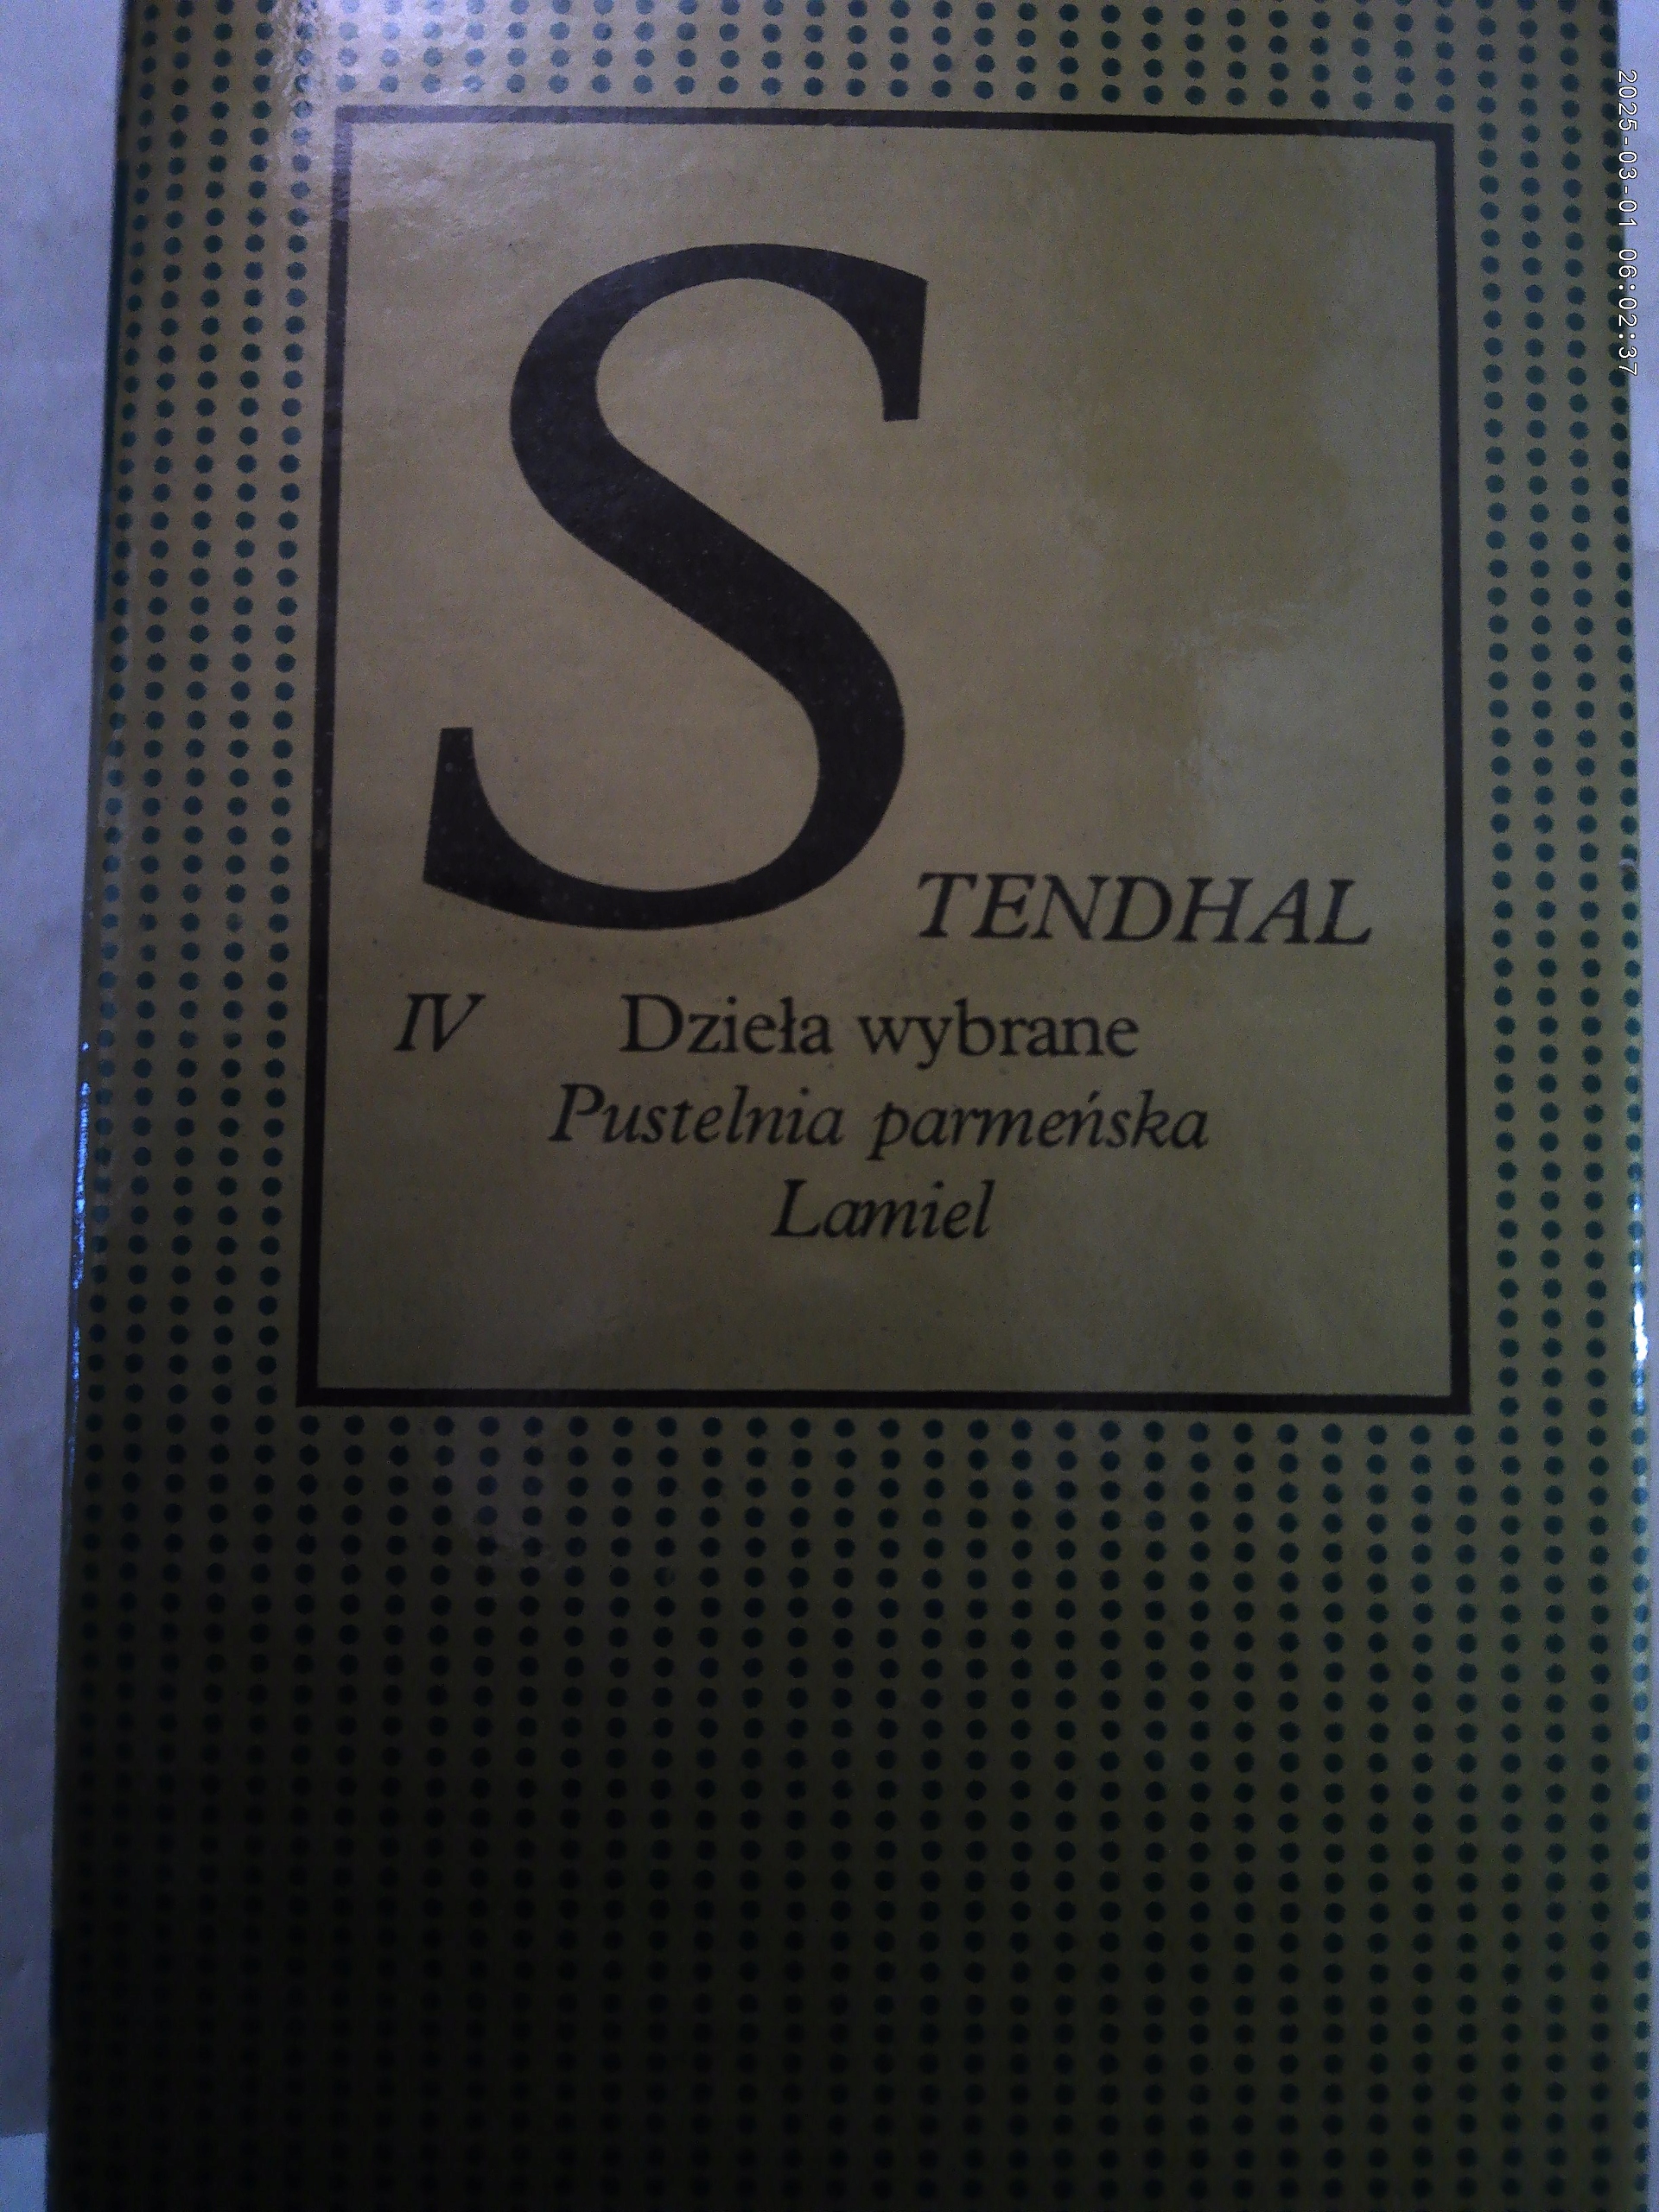 STENDHAL
IV Dzieła wybrane
Pustelnia parmeńska
Lamiel
2025-03-01 06:02:37